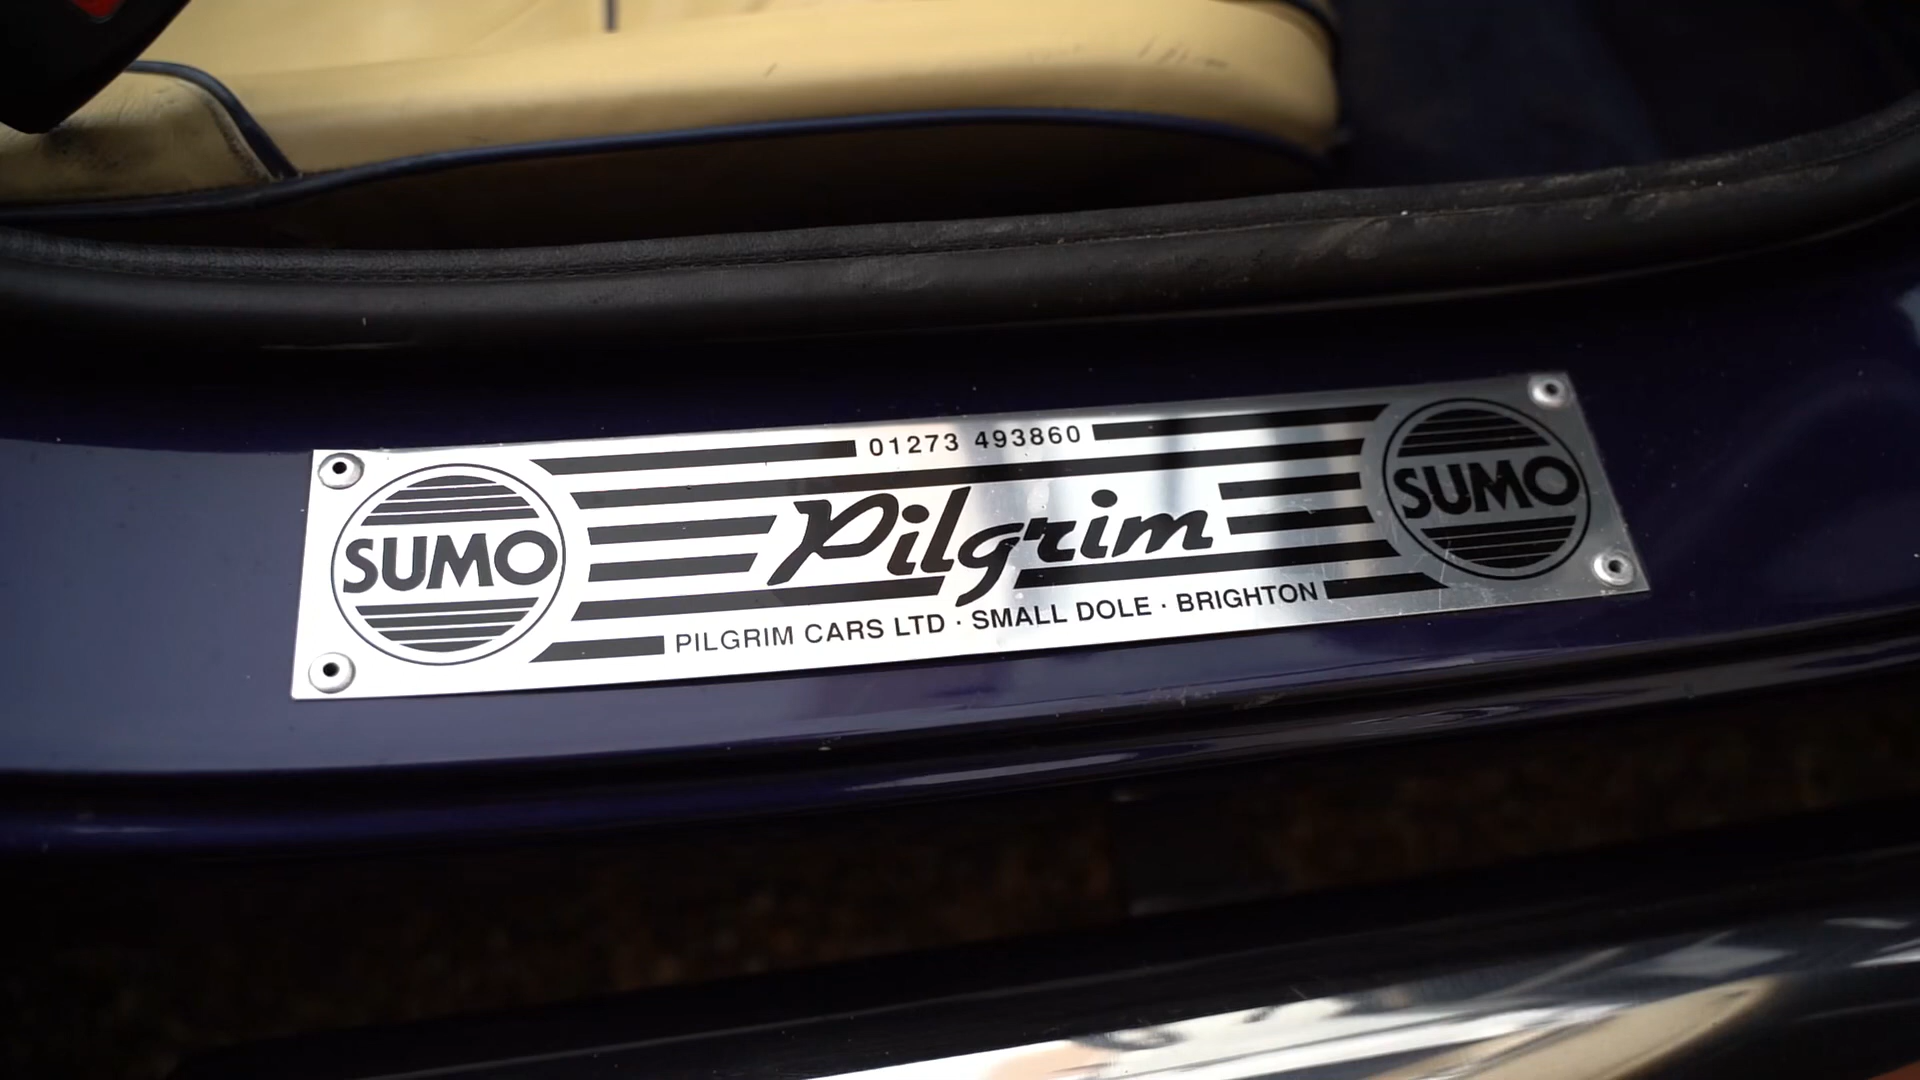 01273 493860
SUMO
Pilgrim
SUMO
PILGRIM CARS LTD · SMALL DOLE · BRIGHTON